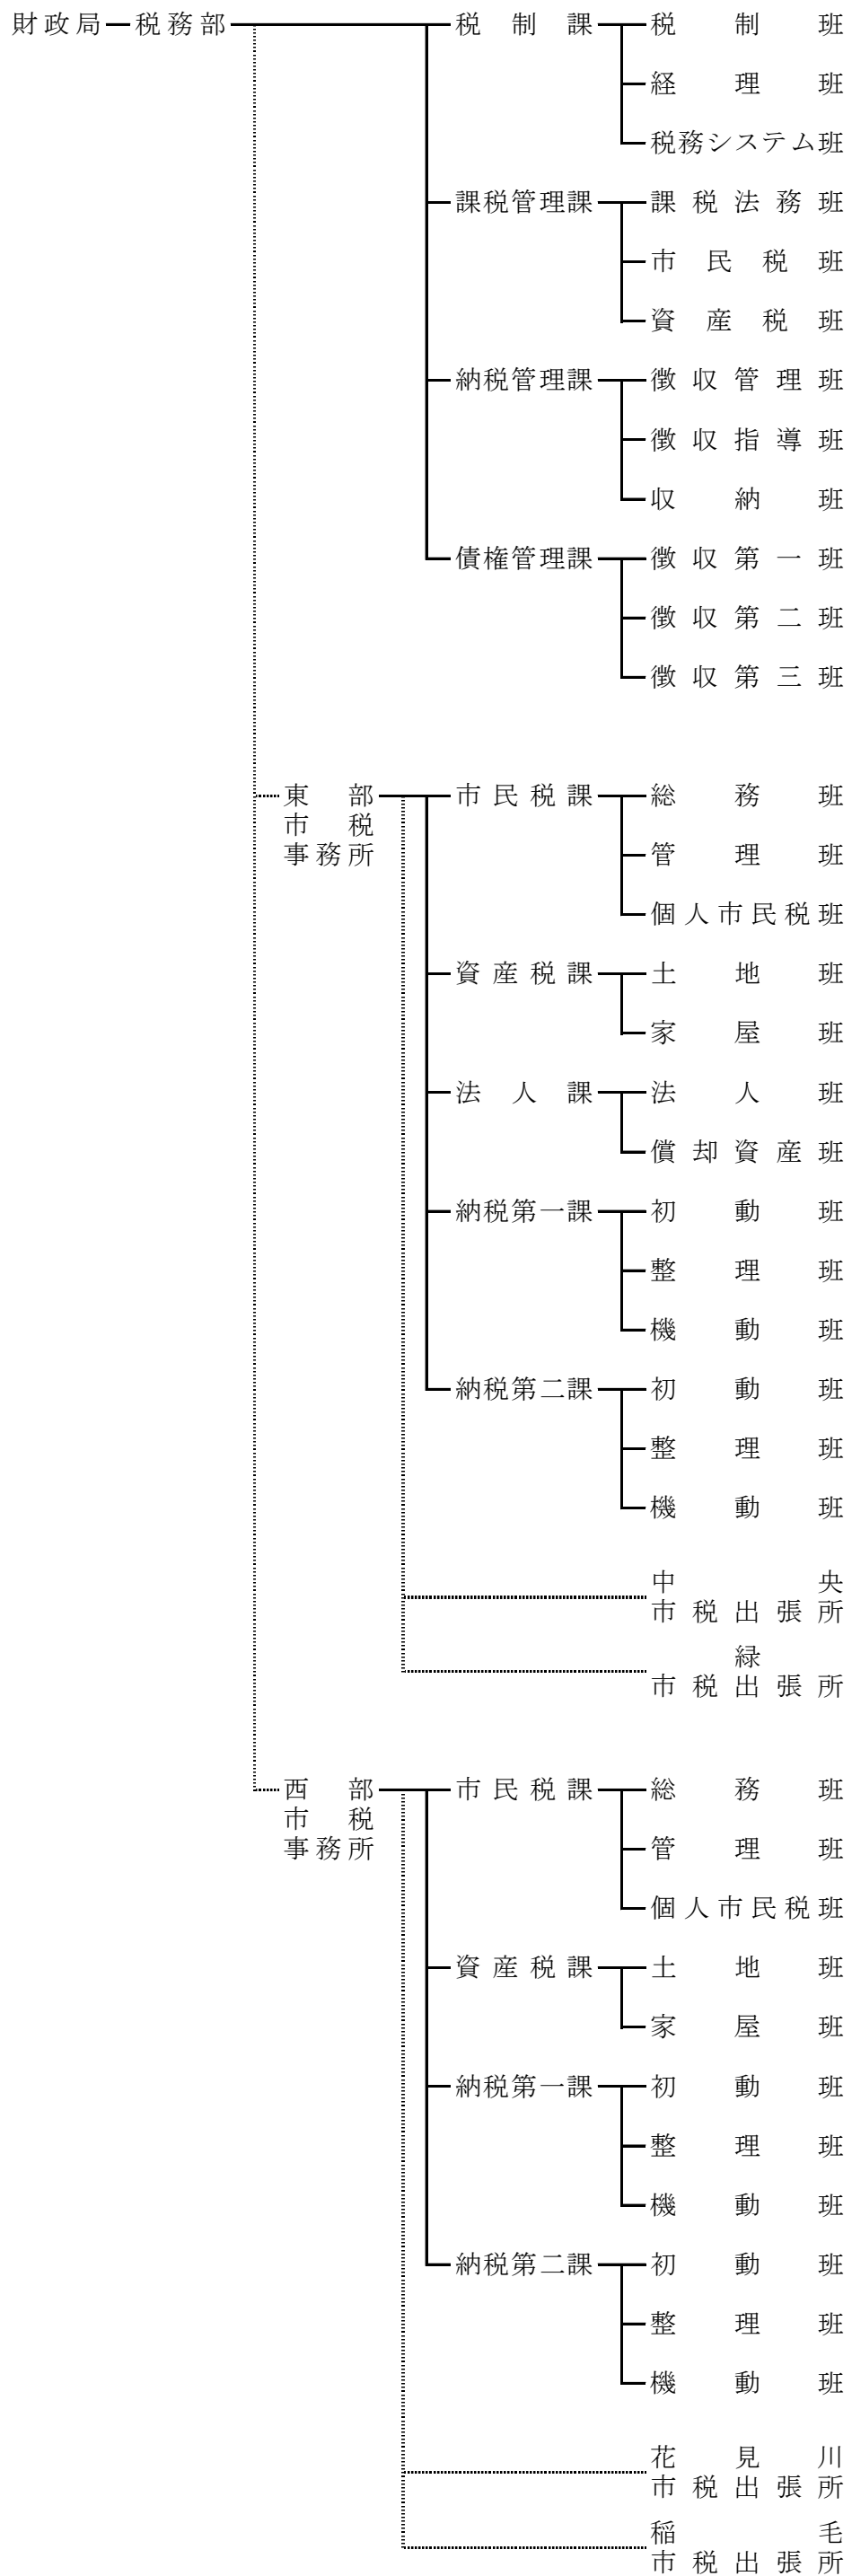 財政局 税務部 税制課 税制班
経理班
税務システム班
課税管理課 課税法務班
市民税班
資産税班
納税管理課 徴収管理班
徴収指導班
収納班
債権管理課 徴収第一班
徴収第二班
徴収第三班
東部 市民税課 総務班
市税
事務所 管理班
個人市民税班
資産税課 土地班
家屋班
法人課 法人班
償却資産班
納税第一課 初動班
整理班
機動班
納税第二課 初動班
整理班
機動班
中央
市税出張所
緑
市税出張所
西部 市民税課 総務班
市税
事務所 管理班
個人市民税班
資産税課 土地班
家屋班
納税第一課 初動班
整理班
機動班
納税第二課 初動班
整理班
機動班
花見川
市税出張所
稲毛
市税出張所